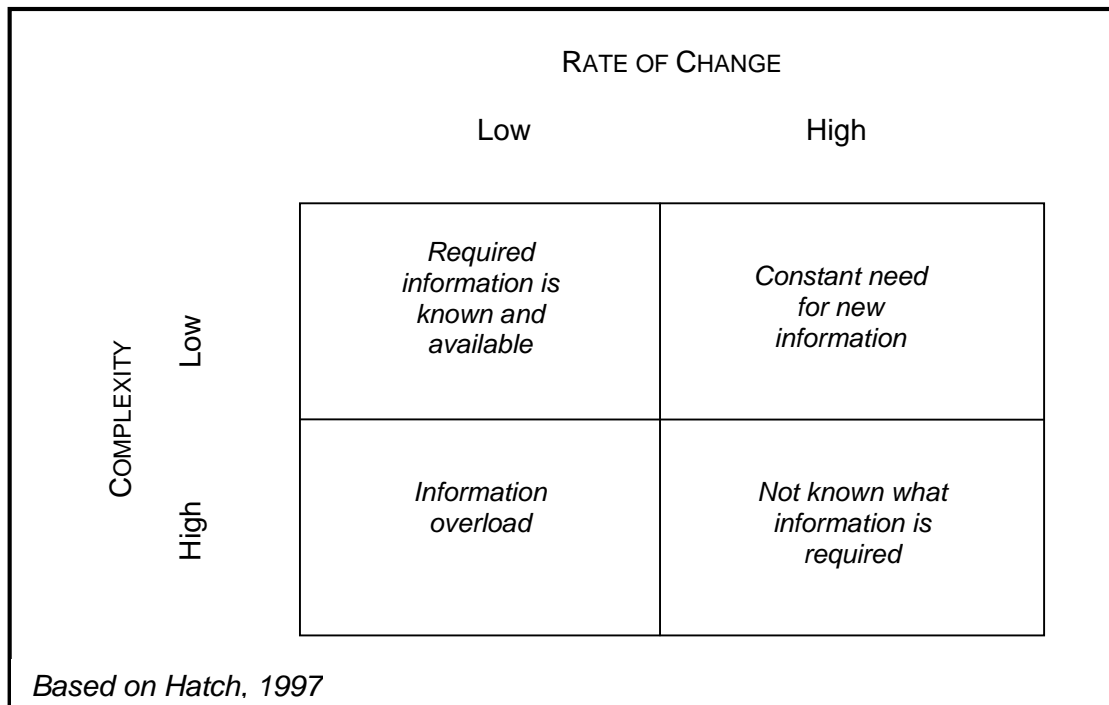 RATE OF CHANGE
Low
High
COMPLEXITY
Low
High
Required
information is
known and
available
Constant need
for new
information
Information
overload
Not known what
information is
required
Based on Hatch, 1997